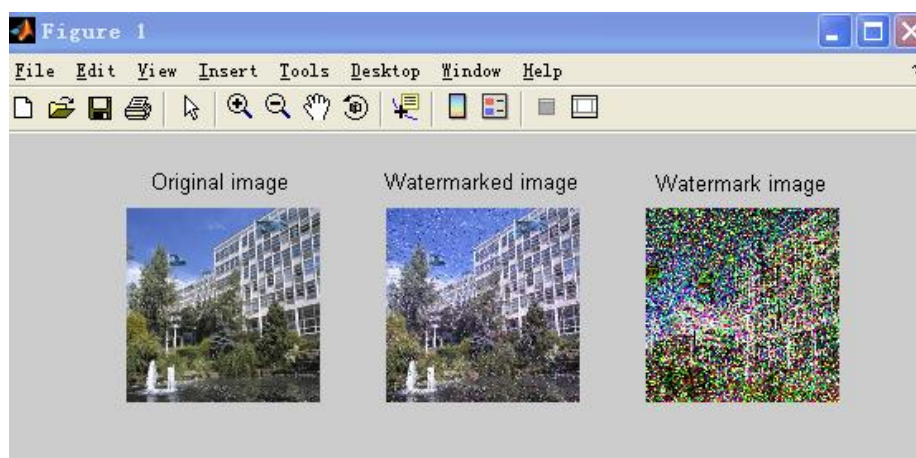 Figure 1
File Edit View Insert Tools Desktop Window Help
Original image Watermarked image Watermark image